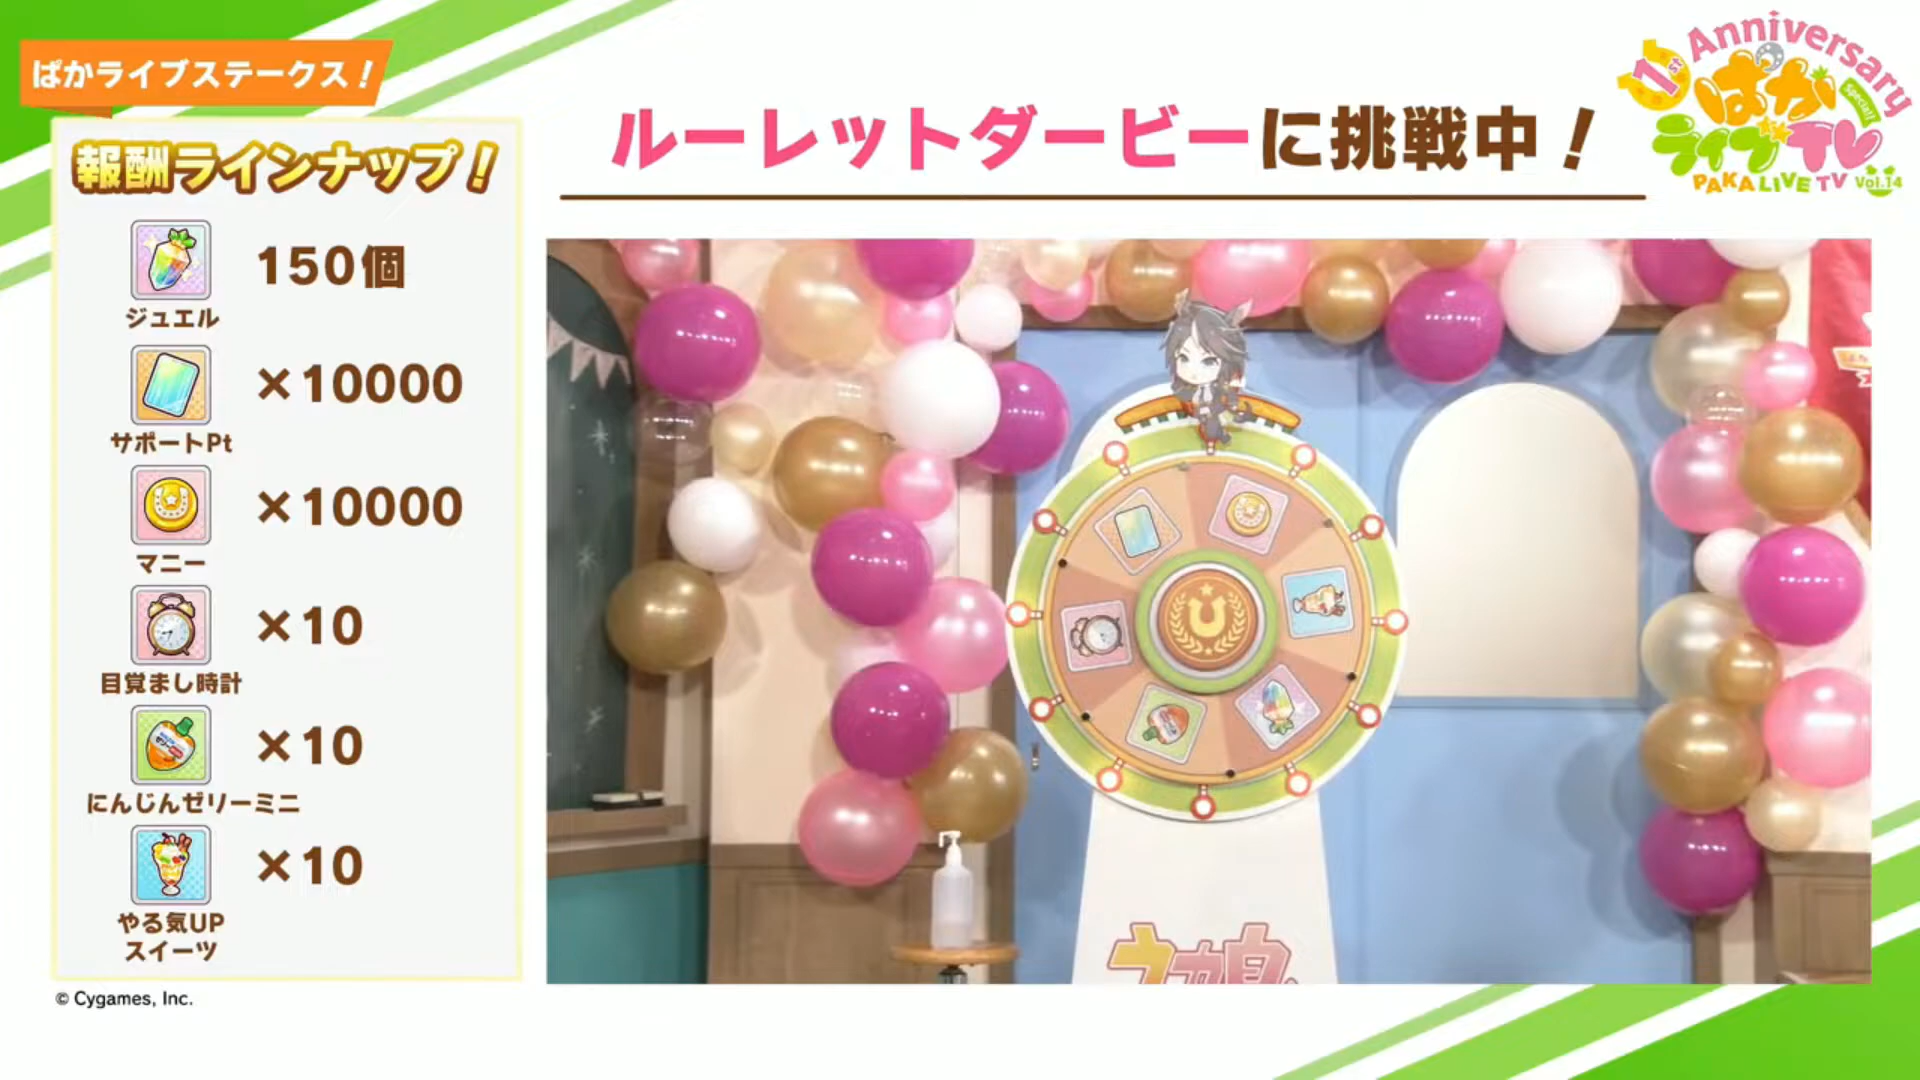 ぱかライブステークス！
報酬ラインナップ！
ジュエル
150個
サポートPt
×10000
マニー
×10000
目覚まし時計
×10
にんじんゼリーミニ
×10
やる気UP
スイーツ
×10
© Cygames, Inc.
ルーレットダービーに挑戦中！
1st Anniversary
Special!
ぱか
ライブTV
PAKA LIVE TV Vol.14
ウマ娘